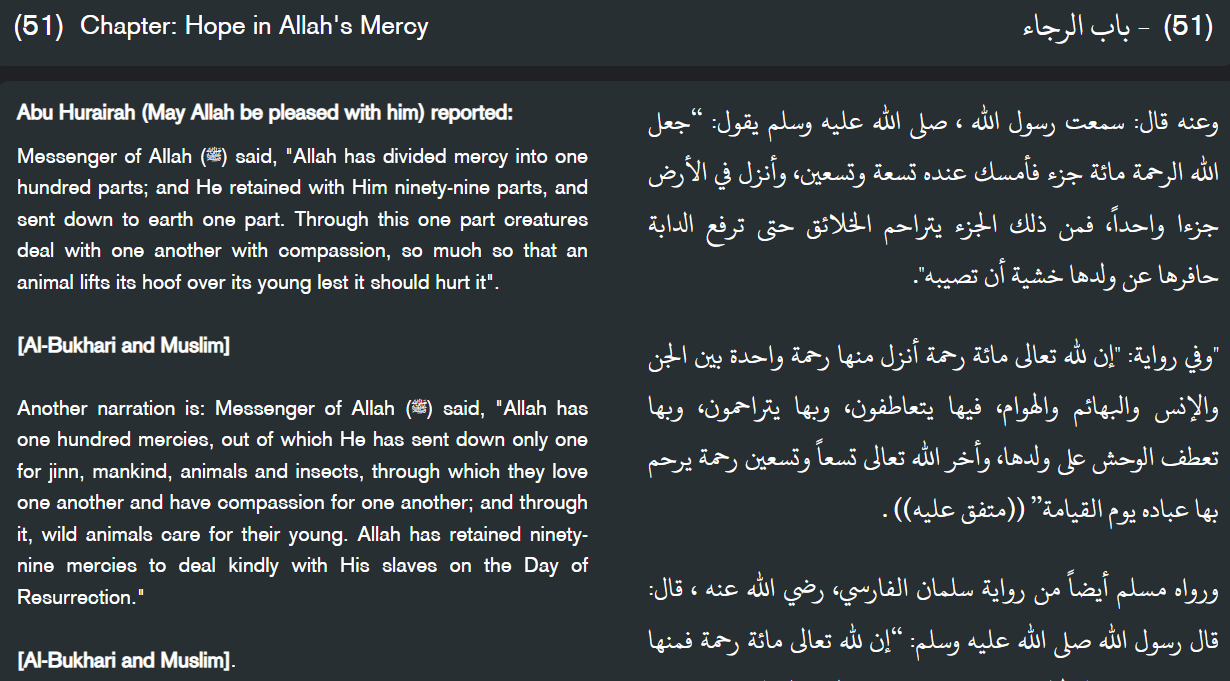 (51) Chapter: Hope in Allah's Mercy
(51) - باب الرجاء
Abu Hurairah (May Allah be pleased with him) reported:
Messenger of Allah (ﷺ) said, "Allah has divided mercy into one
hundred parts; and He retained with Him ninety-nine parts, and
sent down to earth one part. Through this one part creatures
deal with one another with compassion, so much so that an
animal lifts its hoof over its young lest it should hurt it".
[Al-Bukhari and Muslim]
Another narration is: Messenger of Allah (ﷺ) said, "Allah has
one hundred mercies, out of which He has sent down only one
for jinn, mankind, animals and insects, through which they love
one another and have compassion for one another; and through
it, wild animals care for their young. Allah has retained ninety-
nine mercies to deal kindly with His slaves on the Day of
Resurrection."
[Al-Bukhari and Muslim].
وعنه قال: سمعت رسول الله ، صلى الله عليه وسلم يقول: “جعل
الله الرحمة مائة جزء فأمسك عنده تسعة وتسعين، وأنزل في الأرض
جزءا واحداً، فمن ذلك الجزء يتراحم الخلائق حتى ترفع الدابة
حافرها عن ولدها خشية أن تصيبه".
"وفي رواية: "إن لله تعالى مائة رحمة أنزل منها رحمة واحدة بين الجن
والإنس والبهائم والهوام، فيها يتعاطفون، وبها يتراحمون، وبها
تعطف الوحش على ولدها، وأخر الله تعالى تسعاً وتسعين رحمة يرحم
بها عباده يوم القيامة” ((متفق عليه)) .
ورواه مسلم أيضاً من رواية سلمان الفارسي، رضي الله عنه ، قال:
قال رسول الله صلى الله عليه وسلم: “إن لله تعالى مائة رحمة فمنها